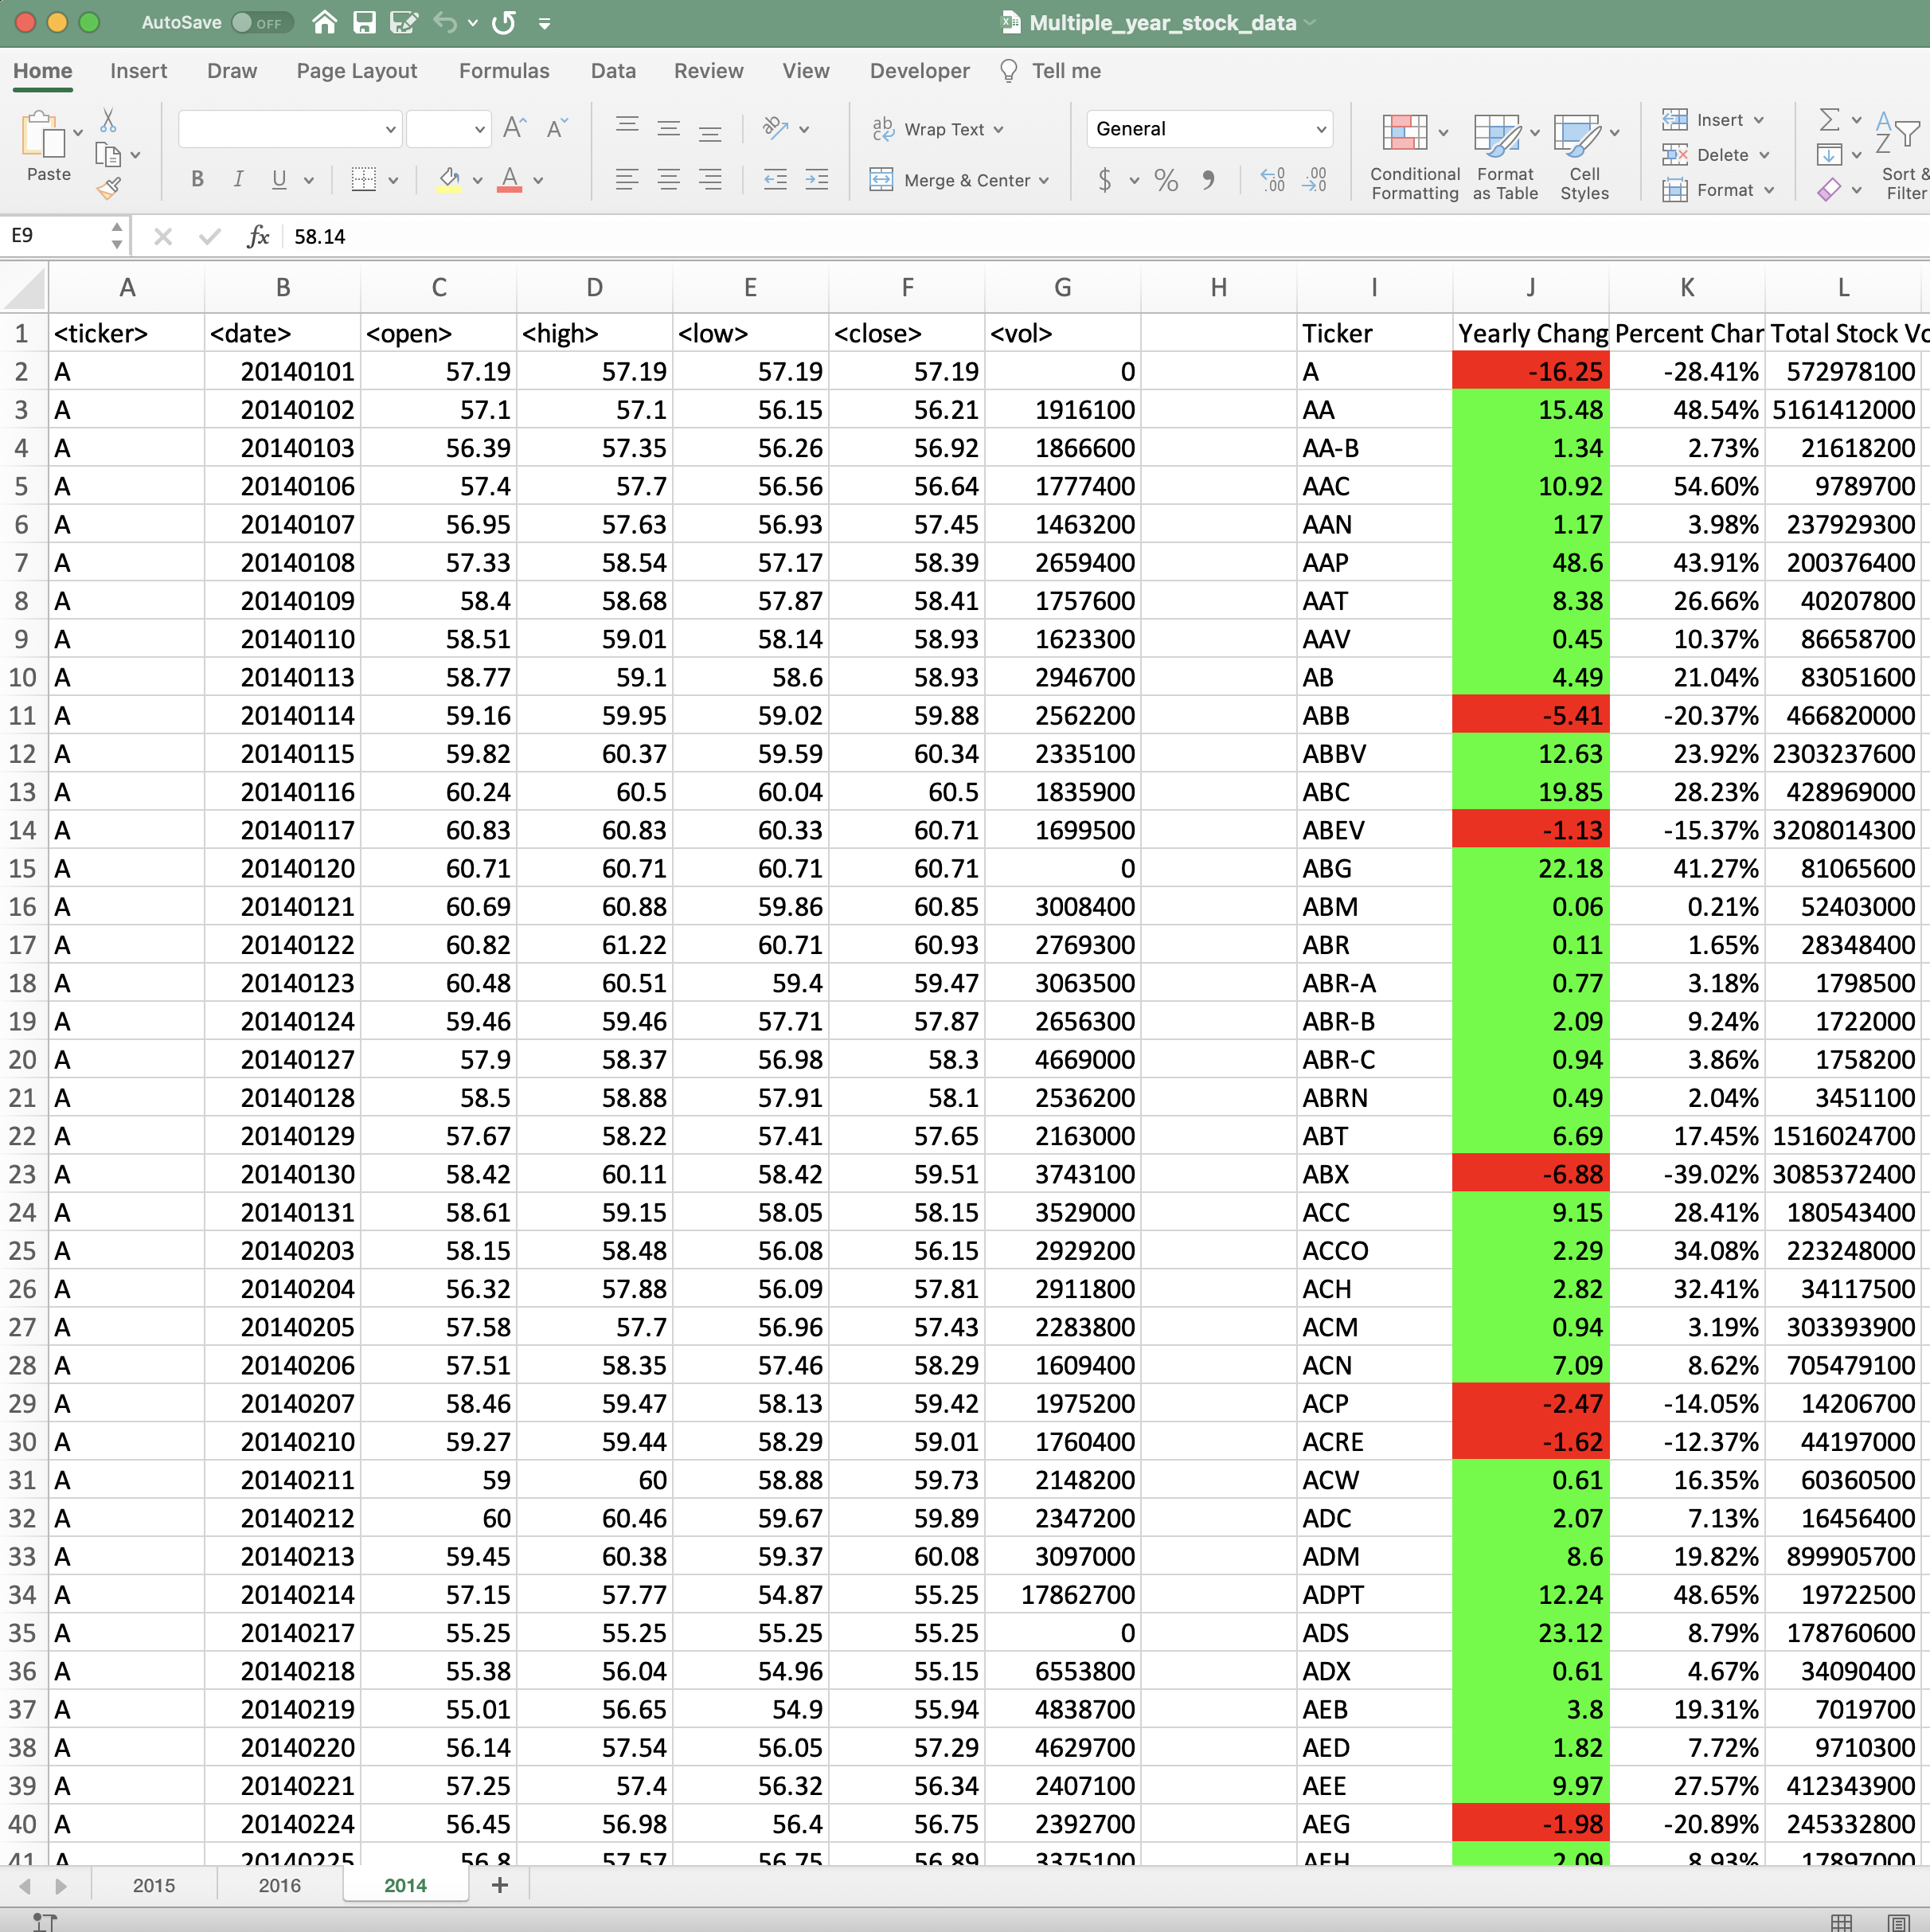 AutoSave OFF Multiple_year_stock_data
Home Insert Draw Page Layout Formulas Data Review View Developer Tell me
Paste
B I U A
ab Wrap Text
Merge & Center
General
$ % 9 .00 .00
Conditional Formatting
Format as Table
Cell Styles
Insert
Delete
Format
Sort & Filter
E9 fx 58.14
A B C D E F G H I J K L
1 <ticker> <date> <open> <high> <low> <close> <vol> Ticker Yearly Chang Percent Char Total Stock Vo
2 A 20140101 57.19 57.19 57.19 57.19 0 A -16.25 -28.41% 572978100
3 A 20140102 57.1 57.1 56.15 56.21 1916100 AA 15.48 48.54% 5161412000
4 A 20140103 56.39 57.35 56.26 56.92 1866600 AA-B 1.34 2.73% 21618200
5 A 20140106 57.4 57.7 56.56 56.64 1777400 AAC 10.92 54.60% 9789700
6 A 20140107 56.95 57.63 56.93 57.45 1463200 AAN 1.17 3.98% 237929300
7 A 20140108 57.33 58.54 57.17 58.39 2659400 AAP 48.6 43.91% 200376400
8 A 20140109 58.4 58.68 57.87 58.41 1757600 AAT 8.38 26.66% 40207800
9 A 20140110 58.51 59.01 58.14 58.93 1623300 AAV 0.45 10.37% 86658700
10 A 20140113 58.77 59.1 58.6 58.93 2946700 AB 4.49 21.04% 83051600
11 A 20140114 59.16 59.95 59.02 59.88 2562200 ABB -5.41 -20.37% 466820000
12 A 20140115 59.82 60.37 59.59 60.34 2335100 ABBV 12.63 23.92% 2303237600
13 A 20140116 60.24 60.5 60.04 60.5 1835900 ABC 19.85 28.23% 428969000
14 A 20140117 60.83 60.83 60.33 60.71 1699500 ABEV -1.13 -15.37% 3208014300
15 A 20140120 60.71 60.71 60.71 60.71 0 ABG 22.18 41.27% 81065600
16 A 20140121 60.69 60.88 59.86 60.85 3008400 ABM 0.06 0.21% 52403000
17 A 20140122 60.82 61.22 60.71 60.93 2769300 ABR 0.11 1.65% 28348400
18 A 20140123 60.48 60.51 59.4 59.47 3063500 ABR-A 0.77 3.18% 1798500
19 A 20140124 59.46 59.46 57.71 57.87 2656300 ABR-B 2.09 9.24% 1722000
20 A 20140127 57.9 58.37 56.98 58.3 4669000 ABR-C 0.94 3.86% 1758200
21 A 20140128 58.5 58.88 57.91 58.1 2536200 ABRN 0.49 2.04% 3451100
22 A 20140129 57.67 58.22 57.41 57.65 2163000 ABT 6.69 17.45% 1516024700
23 A 20140130 58.42 60.11 58.42 59.51 3743100 ABX -6.88 -39.02% 3085372400
24 A 20140131 58.61 59.15 58.05 58.15 3529000 ACC 9.15 28.41% 180543400
25 A 20140203 58.15 58.48 56.08 56.15 2929200 ACCO 2.29 34.08% 223248000
26 A 20140204 56.32 57.88 56.09 57.81 2911800 ACH 2.82 32.41% 34117500
27 A 20140205 57.58 57.7 56.96 57.43 2283800 ACM 0.94 3.19% 303393900
28 A 20140206 57.51 58.35 57.46 58.29 1609400 ACN 7.09 8.62% 705479100
29 A 20140207 58.46 59.47 58.13 59.42 1975200 ACP -2.47 -14.05% 14206700
30 A 20140210 59.27 59.44 58.29 59.01 1760400 ACRE -1.62 -12.37% 44197000
31 A 20140211 59 60 58.88 59.73 2148200 ACW 0.61 16.35% 60360500
32 A 20140212 60 60.46 59.67 59.89 2347200 ADC 2.07 7.13% 16456400
33 A 20140213 59.45 60.38 59.37 60.08 3097000 ADM 8.6 19.82% 899905700
34 A 20140214 57.15 57.77 54.87 55.25 17862700 ADPT 12.24 48.65% 19722500
35 A 20140217 55.25 55.25 55.25 55.25 0 ADS 23.12 8.79% 178760600
36 A 20140218 55.38 56.04 54.96 55.15 6553800 ADX 0.61 4.67% 34090400
37 A 20140219 55.01 56.65 54.9 55.94 4838700 AEB 3.8 19.31% 7019700
38 A 20140220 56.14 57.54 56.05 57.29 4629700 AED 1.82 7.72% 9710300
39 A 20140221 57.25 57.4 56.32 56.34 2407100 AEE 9.97 27.57% 412343900
40 A 20140224 56.45 56.98 56.4 56.75 2392700 AEG -1.98 -20.89% 245332800
41 A 20140225 56.8 57.57 56.75 56.89 3375100 AEH 2.09 8.93% 17897000
2015 2016 2014 +